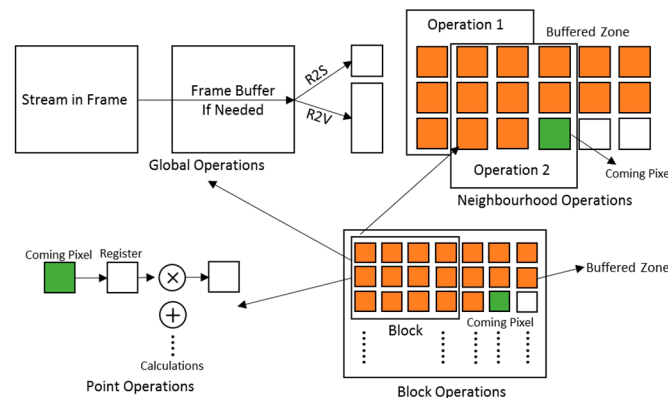 Operation 1
Buffered Zone
Stream in Frame
Frame Buffer
If Needed
R2S
R2V
Operation 2
Coming Pixel
Global Operations
Neighbourhood Operations
Coming Pixel
Register
×
+
Calculations
Point Operations
Buffered Zone
Block
Coming Pixel
Block Operations